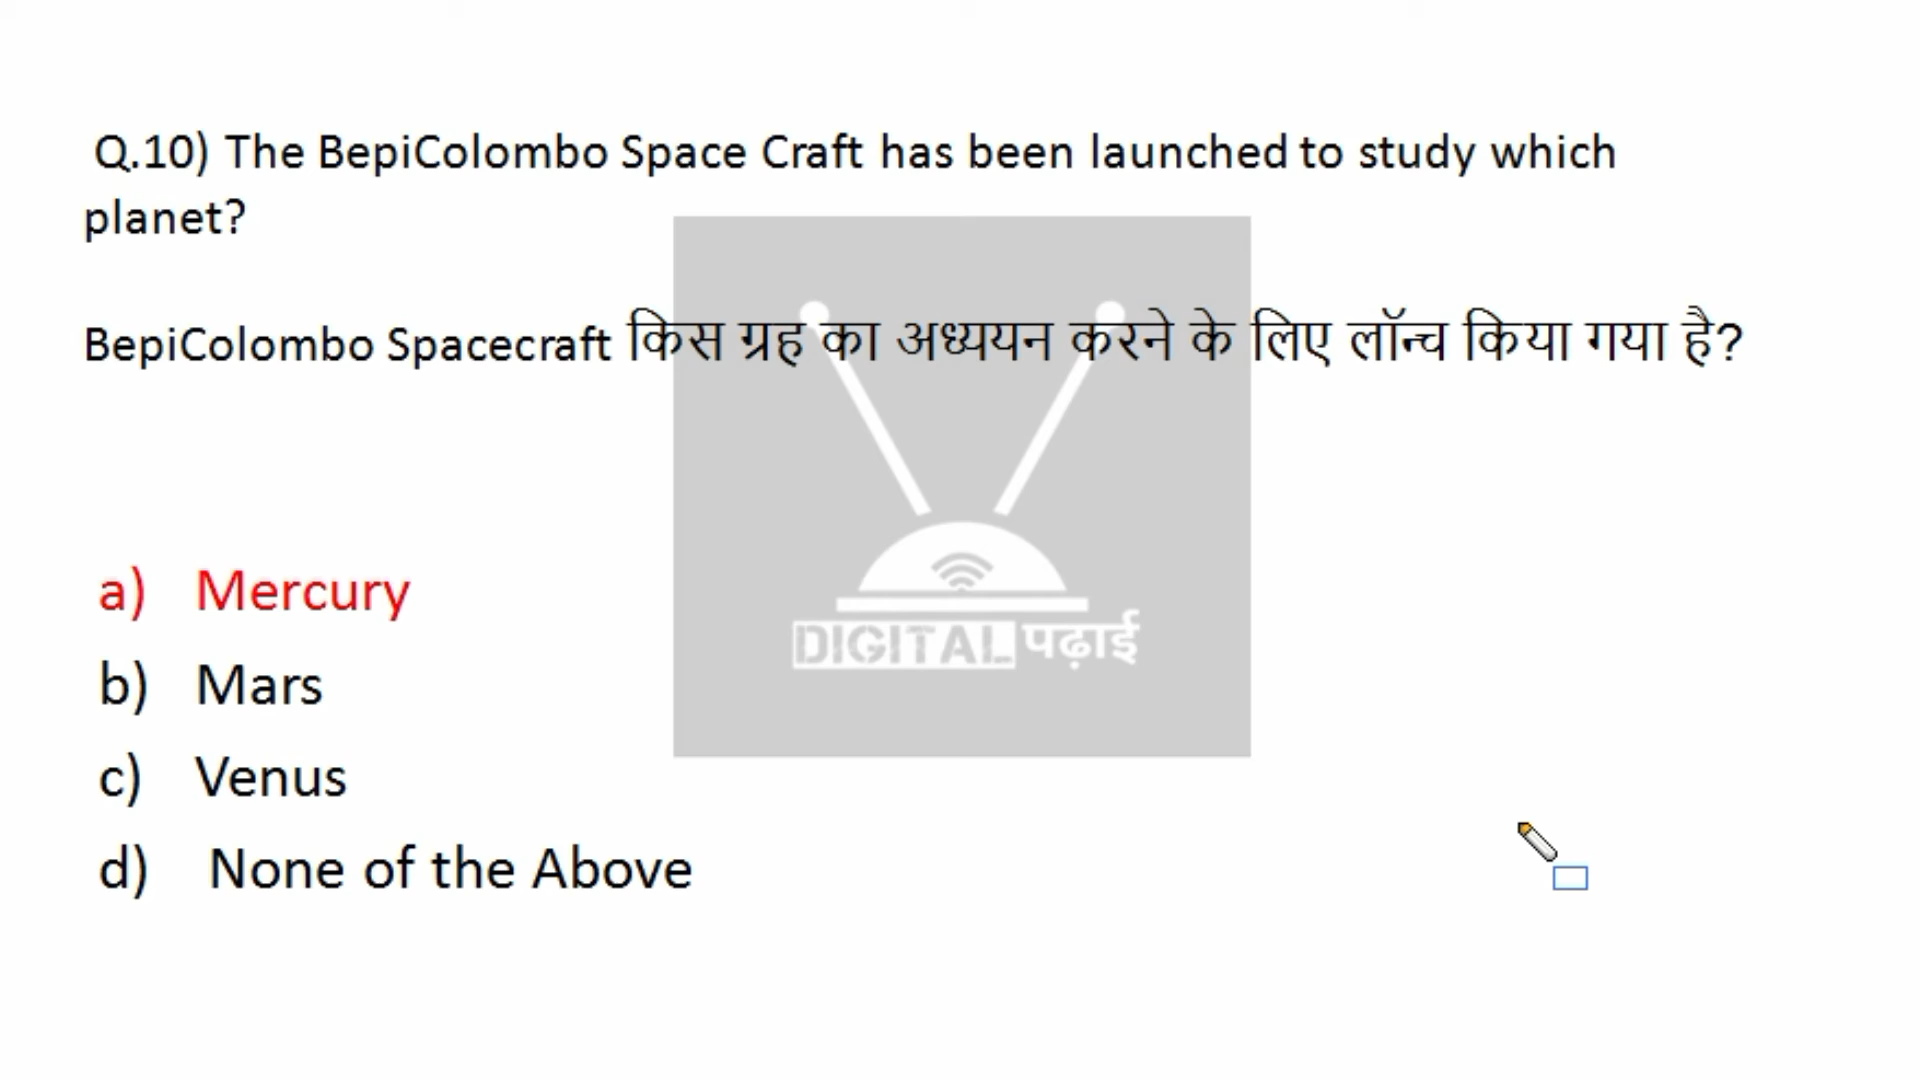 Q.10) The BepiColombo Space Craft has been launched to study which
planet?
BepiColombo Spacecraft किस ग्रह का अध्ययन करने के लिए लॉन्च किया गया है?
a) Mercury
b) Mars
c) Venus
d) None of the Above
DIGITAL पढ़ाई